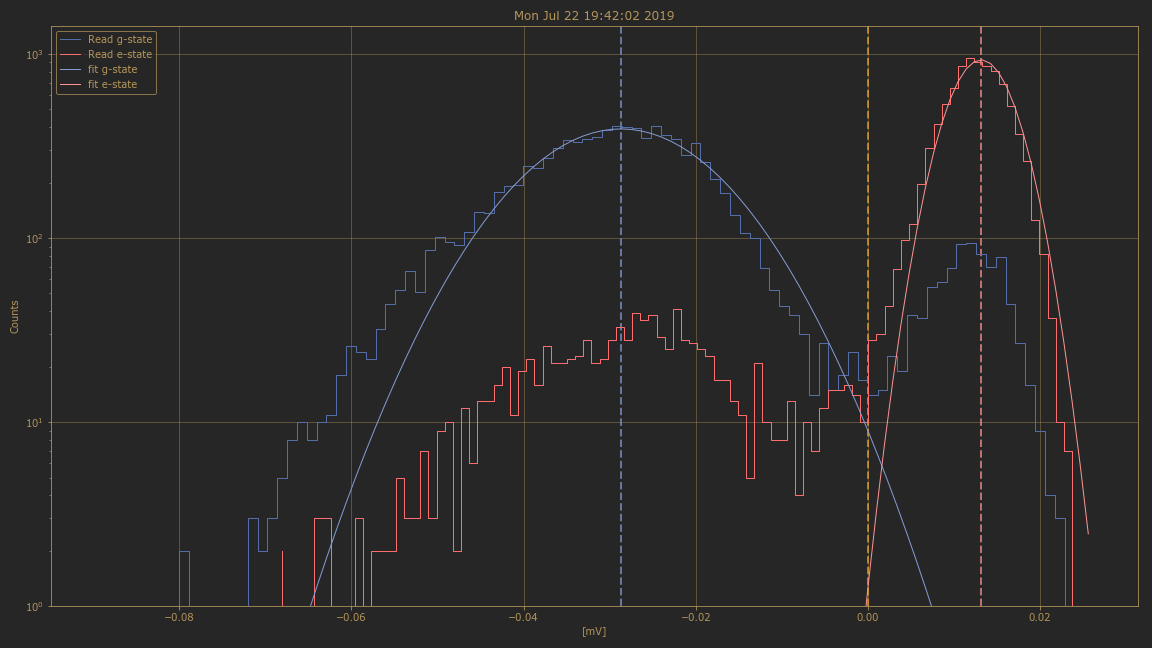 Mon Jul 22 19:42:02 2019
Read g-state
Read e-state
fit g-state
fit e-state
10³
10²
10¹
10⁰
Counts
−0.08
−0.06
−0.04
−0.02
0.00
0.02
[mV]